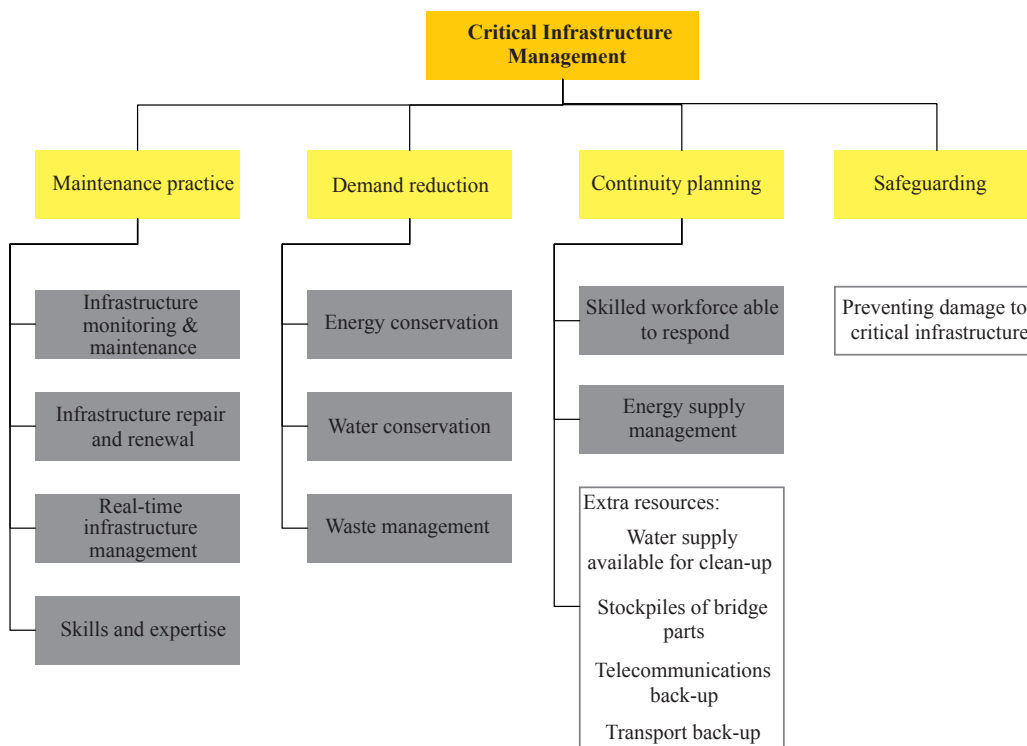 Critical Infrastructure
Management
Maintenance practice
Demand reduction
Continuity planning
Safeguarding
Infrastructure
monitoring &
maintenance
Infrastructure repair
and renewal
Real-time
infrastructure
management
Skills and expertise
Energy conservation
Water conservation
Waste management
Skilled workforce able
to respond
Energy supply
management
Extra resources:
Water supply
available for clean-up
Stockpiles of bridge
parts
Telecommunications
back-up
Transport back-up
Preventing damage to
critical infrastructure